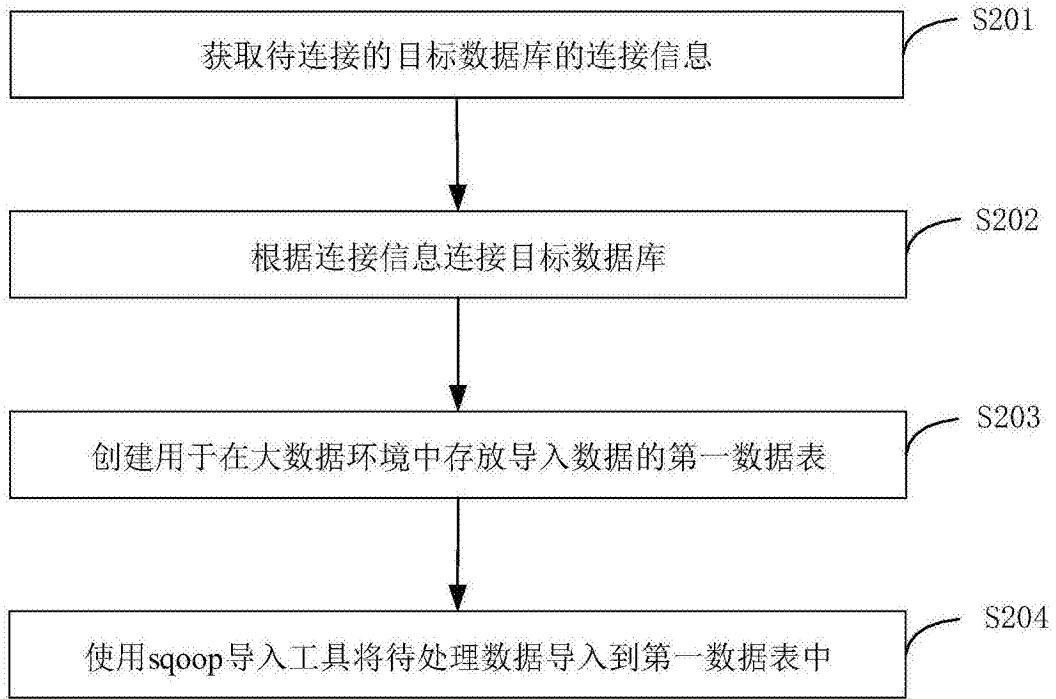 S201
获取待连接的目标数据库的连接信息
S202
根据连接信息连接目标数据库
S203
创建用于在大数据环境中存放导入数据的第一数据表
S204
使用sqoop导入工具将待处理数据导入到第一数据表中